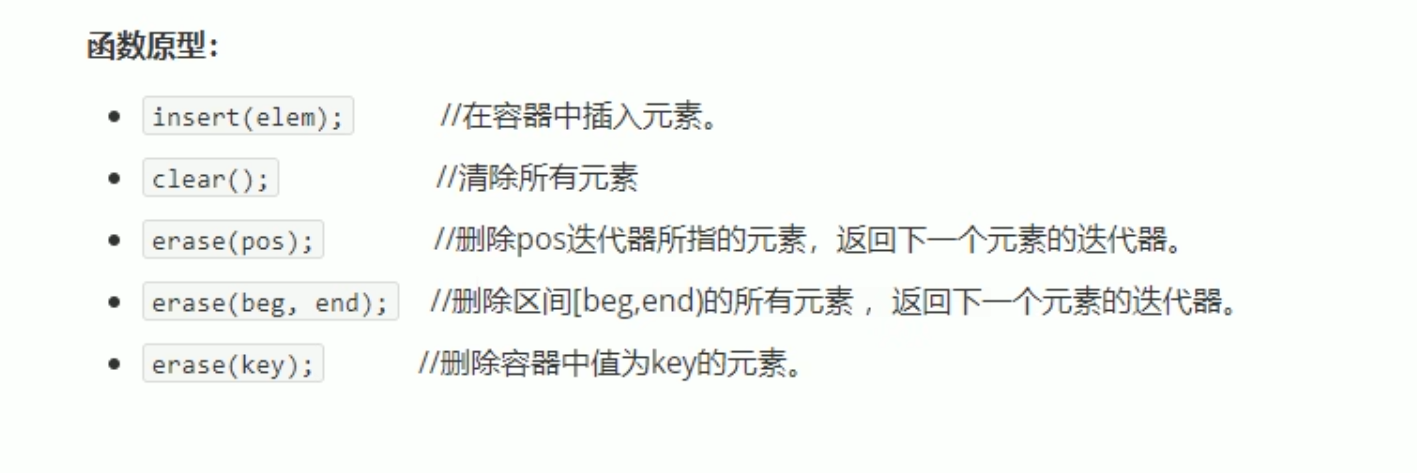 函数原型：
insert(elem); //在容器中插入元素。
clear(); //清除所有元素
erase(pos); //删除pos迭代器所指的元素，返回下一个元素的迭代器。
erase(beg, end); //删除区间[beg,end)的所有元素 ，返回下一个元素的迭代器。
erase(key); //删除容器中值为key的元素。